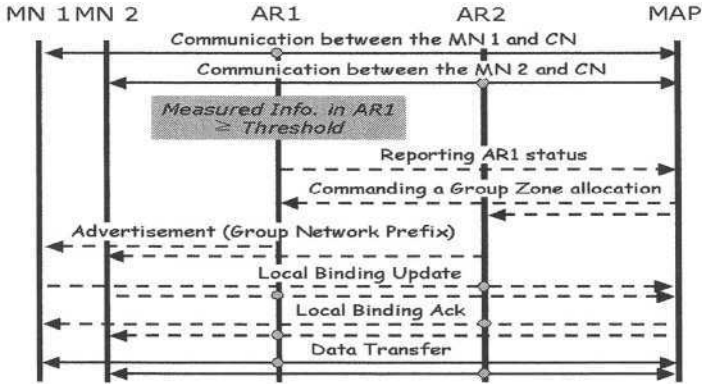 MN 1 MN 2 AR1 AR2 MAP
Communication between the MN 1 and CN
Communication between the MN 2 and CN
Measured Info. in AR1
≥ Threshold
Reporting AR1 status
Commanding a Group Zone allocation
Advertisement (Group Network Prefix)
Local Binding Update
Local Binding Ack
Data Transfer